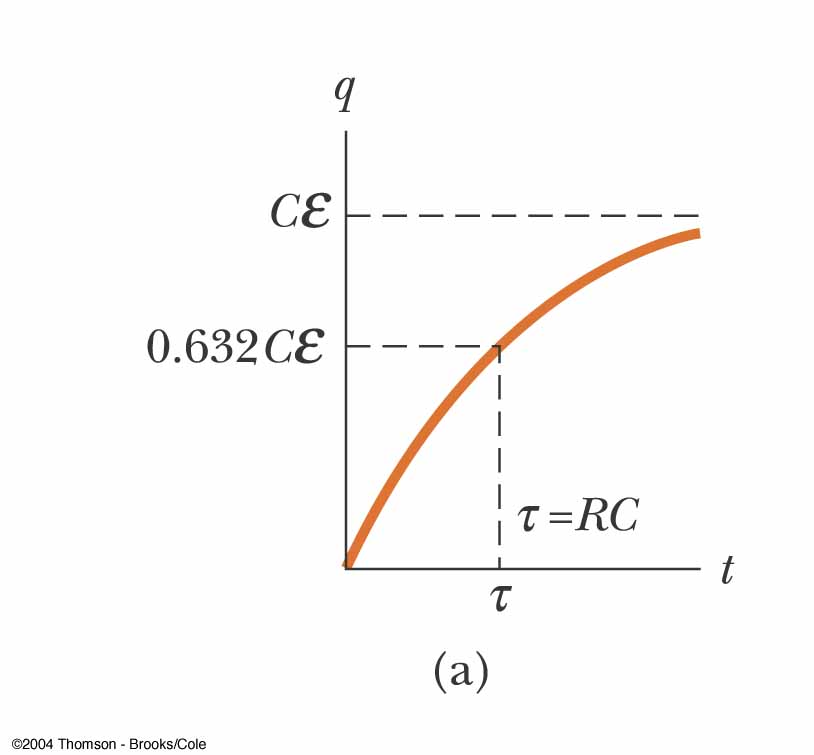 q
Cℰ
0.632Cℰ
τ =RC
t
τ
(a)
©2004 Thomson - Brooks/Cole